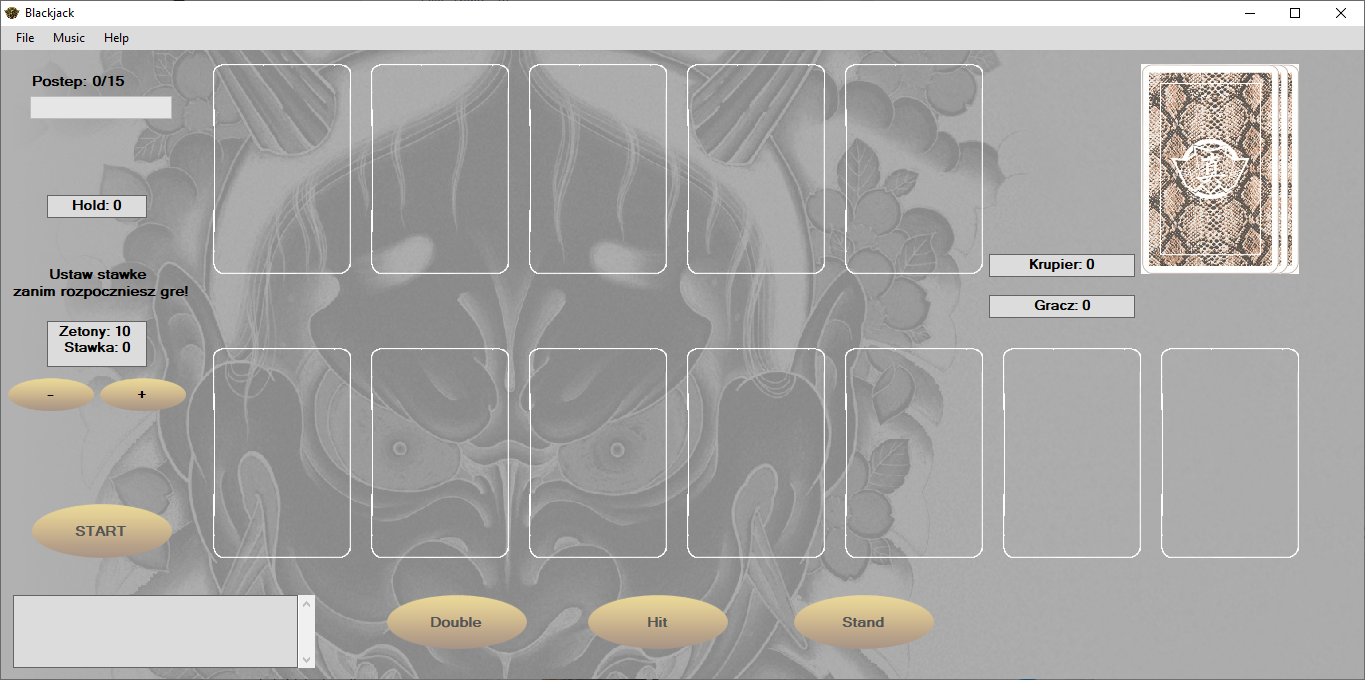 Blackjack
File Music Help
Postep: 0/15
Hold: 0
Krupier: 0
Ustaw stawke
zanim rozpoczniesz gre!
Gracz: 0
Zetony: 10
Stawka: 0
- +
START
Double Hit Stand